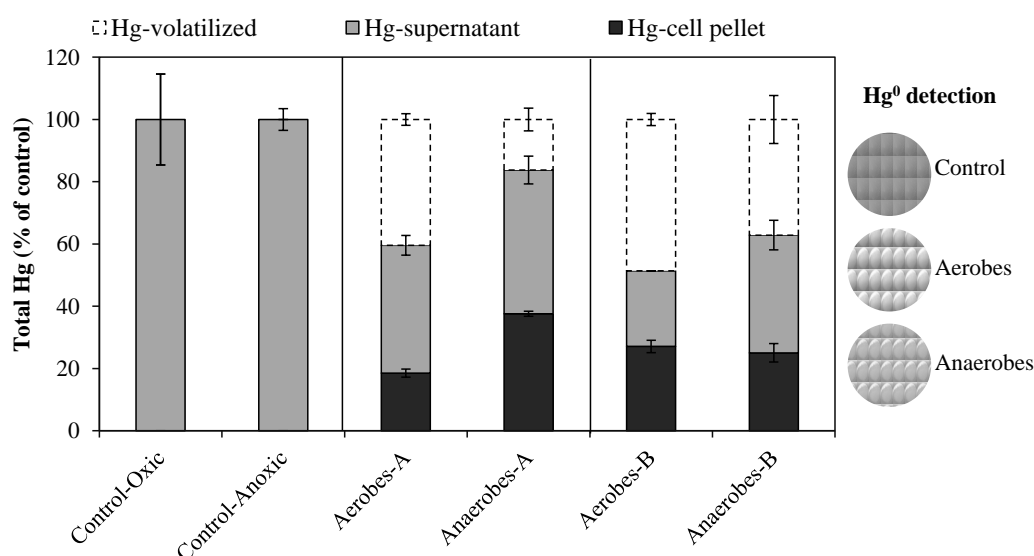 Hg-volatilized Hg-supernatant Hg-cell pellet
Total Hg (% of control)
120
100
80
60
40
20
0
Control-Oxic
Control-Anoxic
Aerobes-A
Anaerobes-A
Aerobes-B
Anaerobes-B
Hg⁰ detection
Control
Aerobes
Anaerobes